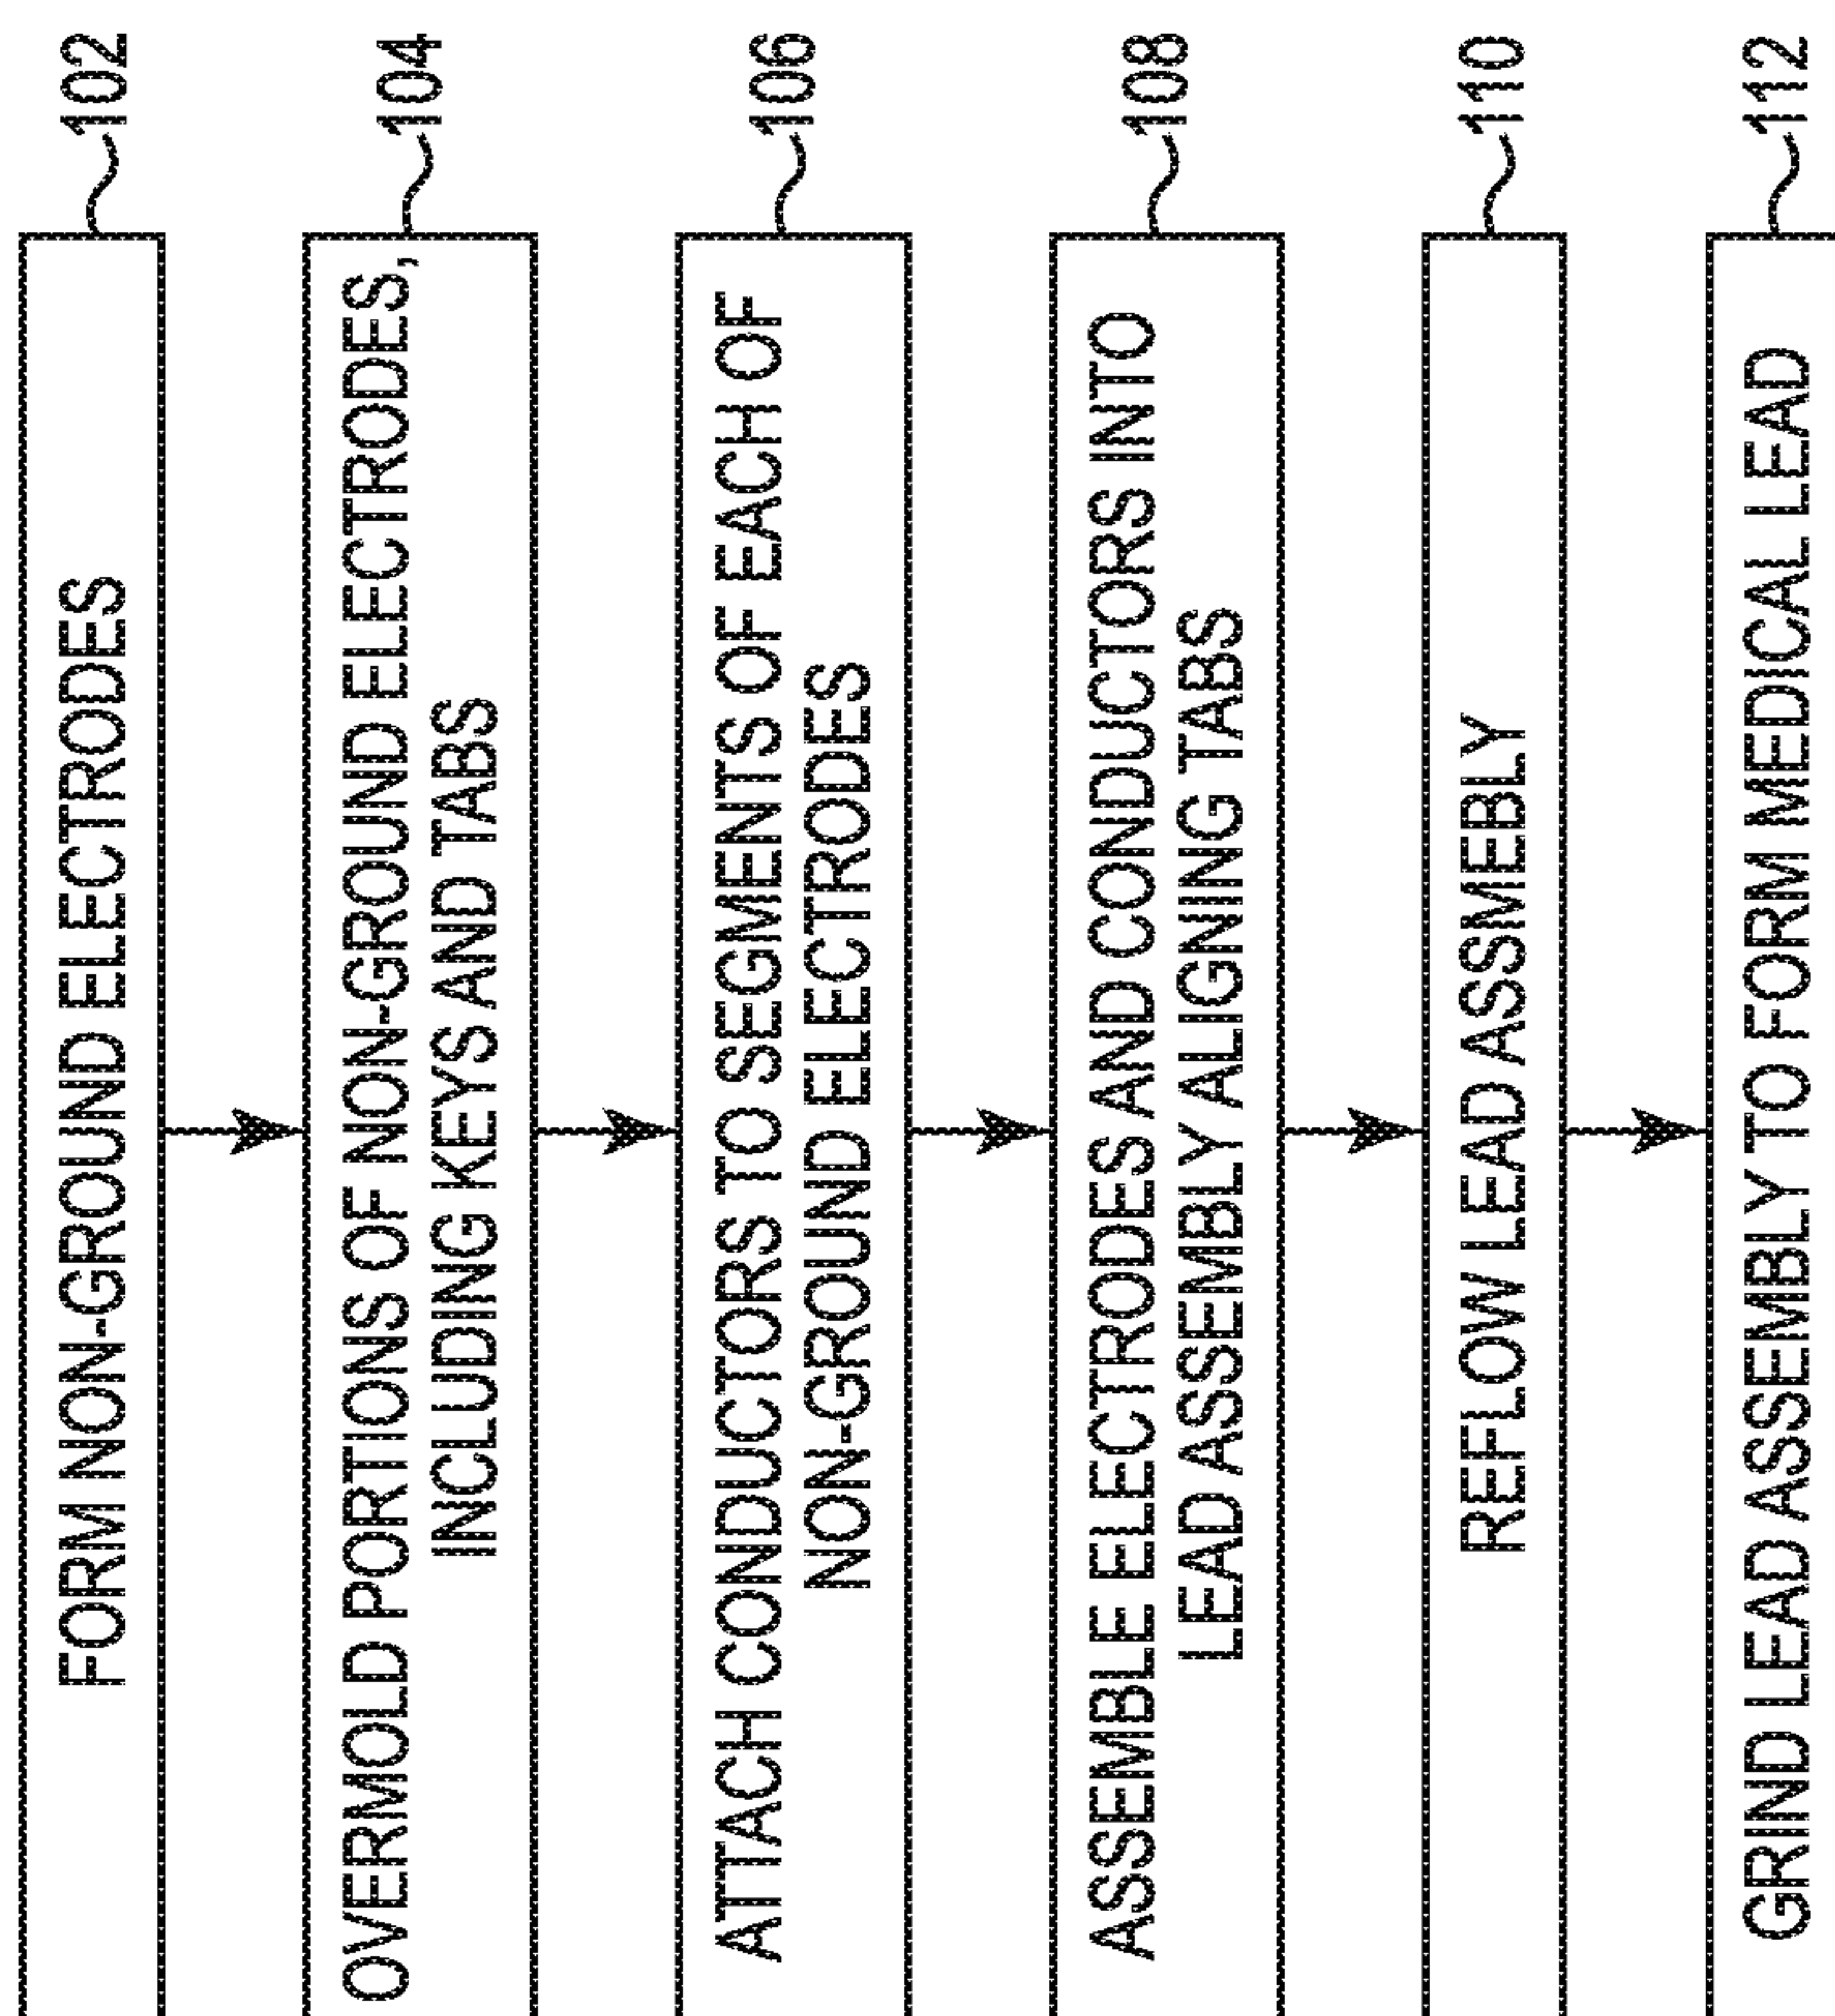 FORM NON-GROUND ELECTRODES
102
OVERMOLD PORTIONS OF NON-GROUND ELECTRODES,
INCLUDING KEYS AND TABS
104
ATTACH CONDUCTORS TO SEGMENTS OF EACH OF
NON-GROUND ELECTRODES
106
ASSEMBLE ELECTRODES AND CONDUCTORS INTO
LEAD ASSEMBLY ALIGNING TABS
108
REFLOW LEAD ASSMEBLY
110
GRIND LEAD ASSEMBLY TO FORM MEDICAL LEAD
112